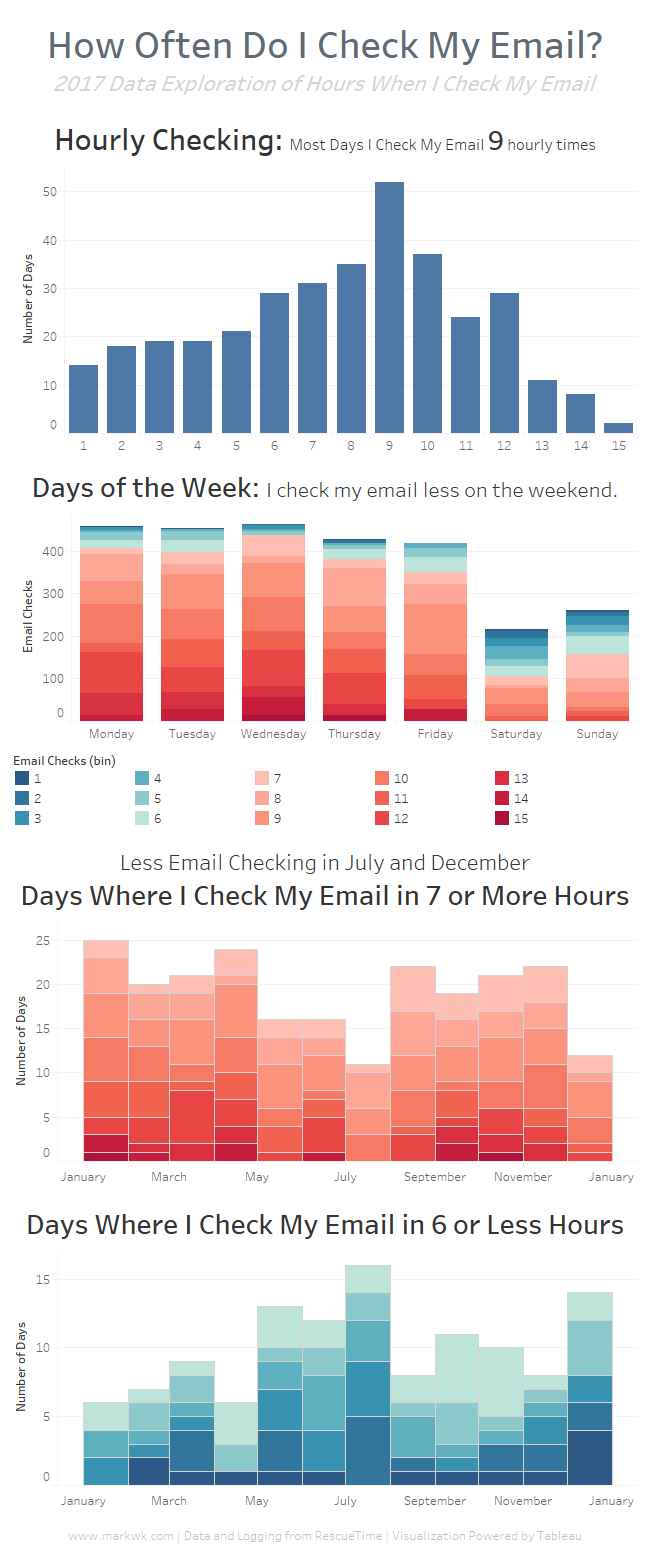 How Often Do I Check My Email?
2017 Data Exploration of Hours When I Check My Email
Hourly Checking: Most Days I Check My Email 9 hourly times
Number of Days
50
40
30
20
10
0
1 2 3 4 5 6 7 8 9 10 11 12 13 14 15
Days of the Week: I check my email less on the weekend.
Email Checks
400
300
200
100
0
Monday Tuesday Wednesday Thursday Friday Saturday Sunday
Email Checks (bin)
1 4 7 10 13
2 5 8 11 14
3 6 9 12 15
Less Email Checking in July and December
Days Where I Check My Email in 7 or More Hours
Number of Days
25
20
15
10
5
0
January March May July September November January
Days Where I Check My Email in 6 or Less Hours
Number of Days
15
10
5
0
January March May July September November January
www.markwk.com | Data and Logging from RescueTime | Visualization Powered by Tableau